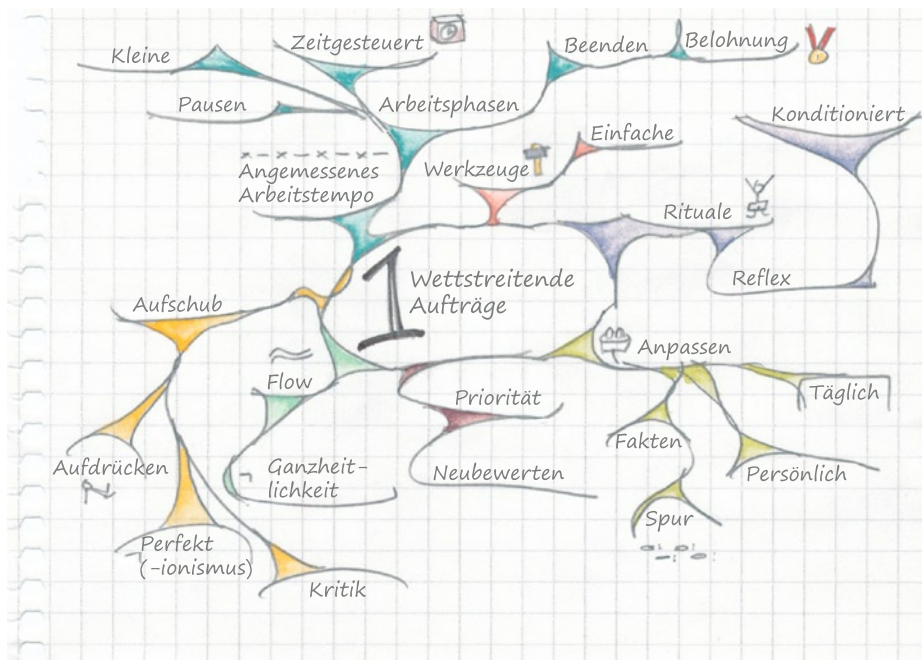 Kleine
Zeitgesteuert
Beenden
Belohnung
Pausen
Arbeitsphasen
Konditioniert
Angemessenes
Arbeitstempo
Werkzeuge
Einfache
Rituale
Reflex
1
Wettstreitende
Aufträge
Aufschub
Flow
Anpassen
Priorität
Täglich
Aufdrücken
Ganzheit-
lichkeit
Neubewerten
Fakten
Persönlich
Spur
Perfekt
(-ionismus)
Kritik